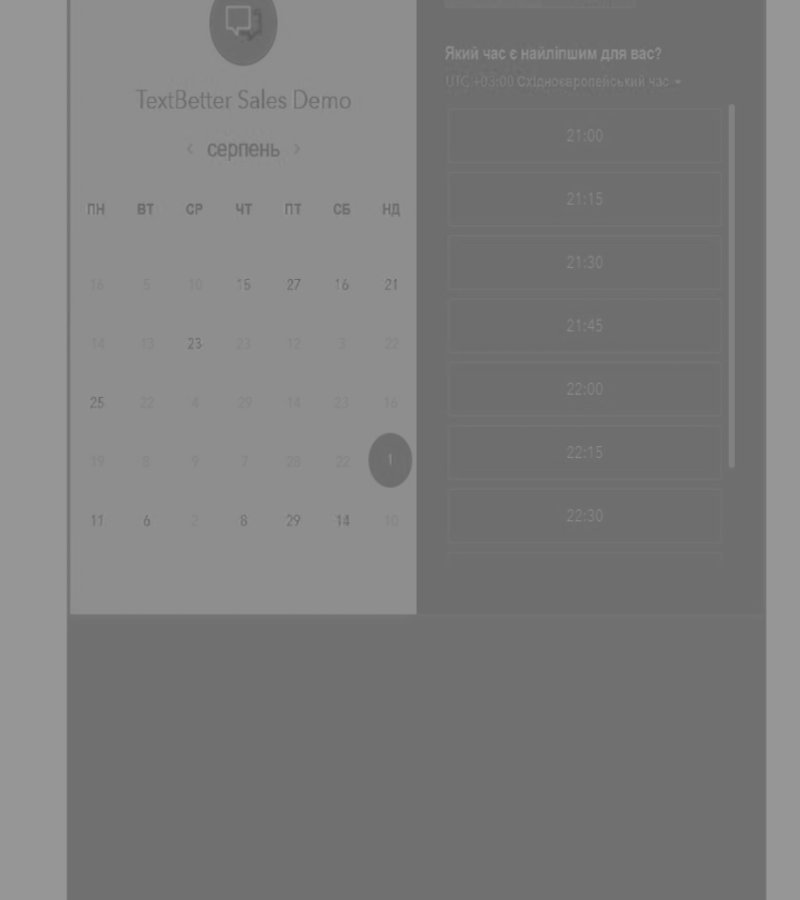 TextBetter Sales Demo
‹ серпень ›
ПН ВТ СР ЧТ ПТ СБ НД
16 5 10 15 27 16 21
14 13 23 23 12 3 22
25 22 4 29 14 23 16
19 8 9 7 28 22 1
11 6 2 8 29 14 10
Який час є найліпшим для вас?
UTC +03:00 Східноєвропейський час
21:00
21:15
21:30
21:45
22:00
22:15
22:30